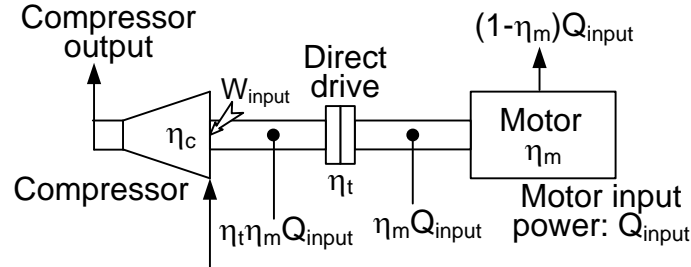 Compressor
output
(1-ηm)Qinput
Direct
drive
Winput
ηc
Motor
ηm
Compressor
ηt
ηtηmQinput
ηmQinput
Motor input
power: Qinput